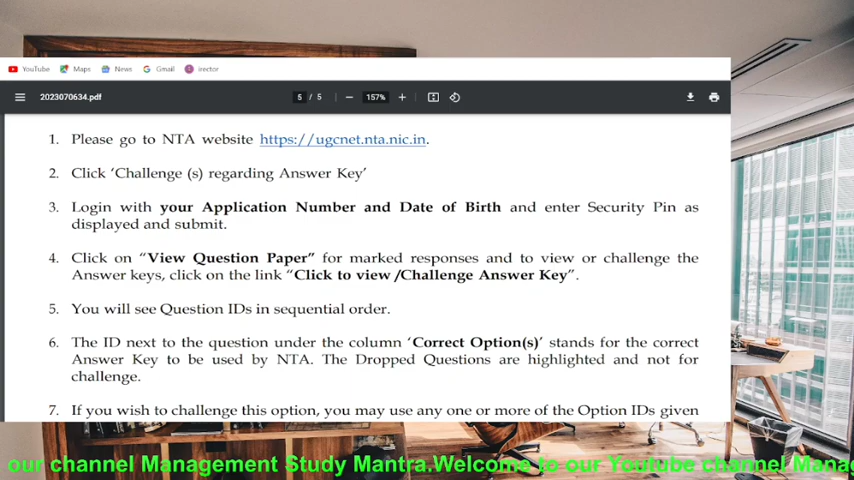 YouTube Maps News Gmail irector
2023070634.pdf 5 / 5 157%
1. Please go to NTA website https://ugcnet.nta.nic.in.
2. Click ‘Challenge (s) regarding Answer Key’
3. Login with your Application Number and Date of Birth and enter Security Pin as
displayed and submit.
4. Click on “View Question Paper” for marked responses and to view or challenge the
Answer keys, click on the link “Click to view /Challenge Answer Key”.
5. You will see Question IDs in sequential order.
6. The ID next to the question under the column ‘Correct Option(s)’ stands for the correct
Answer Key to be used by NTA. The Dropped Questions are highlighted and not for
challenge.
7. If you wish to challenge this option, you may use any one or more of the Option IDs given
our channel Management Study Mantra.Welcome to our Youtube channel Mana